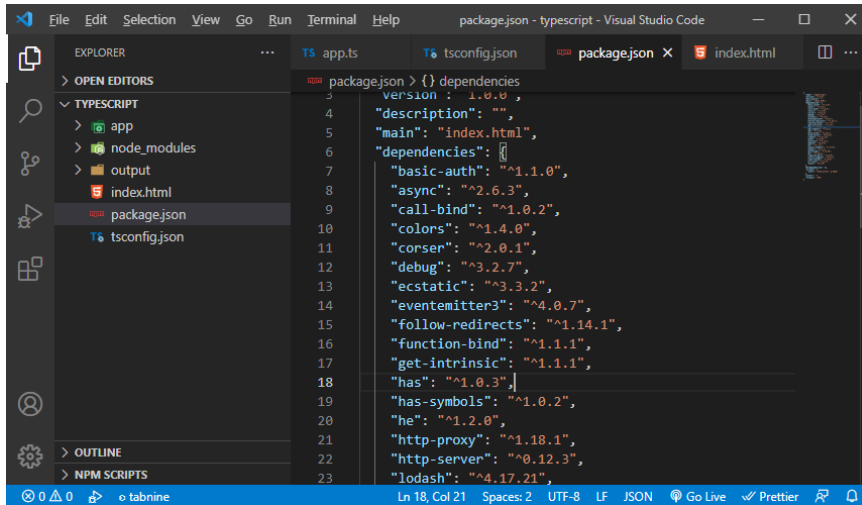 File Edit Selection View Go Run Terminal Help package.json - typescript - Visual Studio Code
EXPLORER
OPEN EDITORS
TYPESCRIPT
app
node_modules
output
index.html
package.json
tsconfig.json
OUTLINE
NPM SCRIPTS
TS app.ts
tsconfig.json
package.json
index.html
package.json > {} dependencies
3 "version": "1.0.0",
4 "description": "",
5 "main": "index.html",
6 "dependencies": {
7 "basic-auth": "^1.1.0",
8 "async": "^2.6.3",
9 "call-bind": "^1.0.2",
10 "colors": "^1.4.0",
11 "corser": "^2.0.1",
12 "debug": "^3.2.7",
13 "ecstatic": "^3.3.2",
14 "eventemitter3": "^4.0.7",
15 "follow-redirects": "^1.14.1",
16 "function-bind": "^1.1.1",
17 "get-intrinsic": "^1.1.1",
18 "has": "^1.0.3",
19 "has-symbols": "^1.0.2",
20 "he": "^1.2.0",
21 "http-proxy": "^1.18.1",
22 "http-server": "^0.12.3",
23 "lodash": "^4.17.21",
0 0 tabnine Ln 18, Col 21 Spaces: 2 UTF-8 LF JSON Go Live Prettier